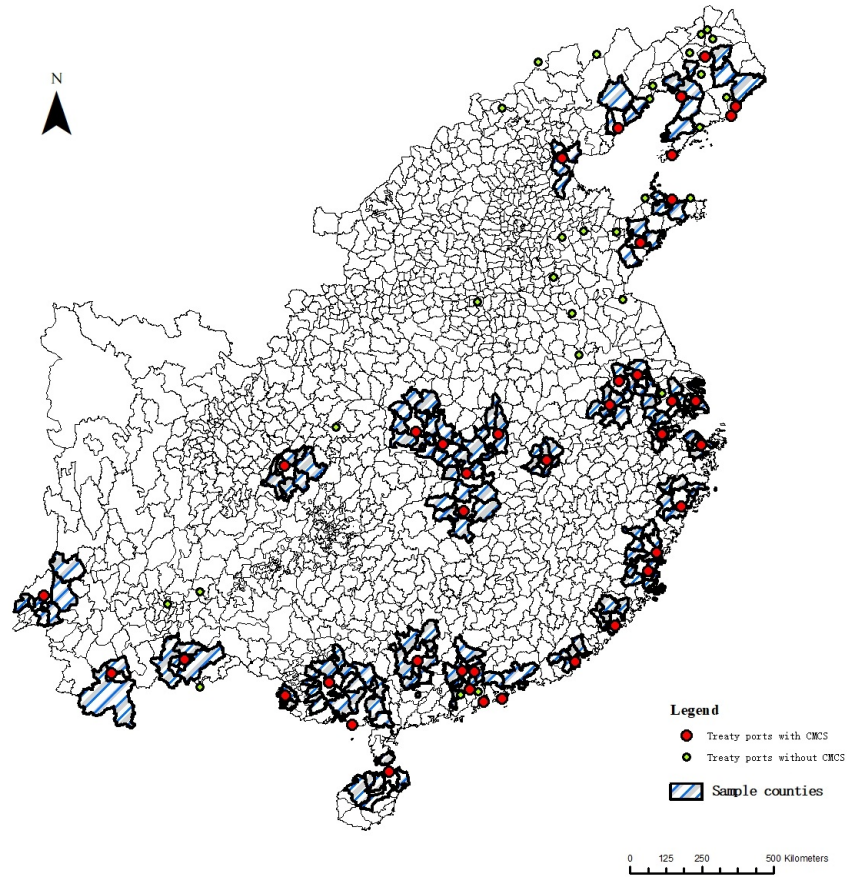 N
Legend
Treaty ports with CMCS
Treaty ports without CMCS
Sample counties
0 125 250 500 Kilometers